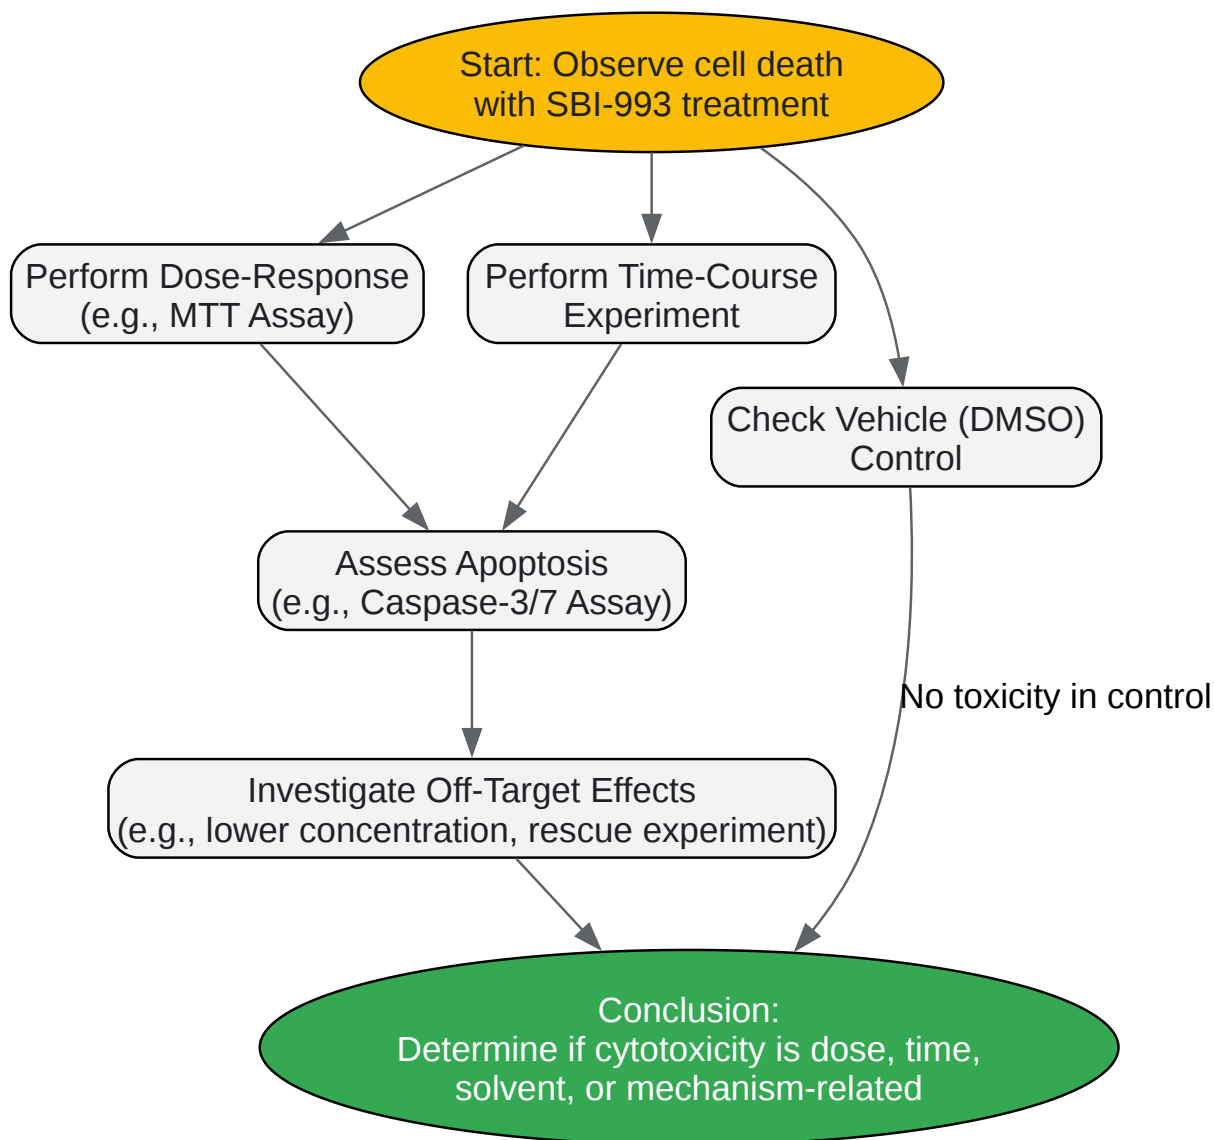 Start: Observe cell death
with SBI-993 treatment
Perform Dose-Response
(e.g., MTT Assay)
Perform Time-Course
Experiment
Check Vehicle (DMSO)
Control
Assess Apoptosis
(e.g., Caspase-3/7 Assay)
No toxicity in control
Investigate Off-Target Effects
(e.g., lower concentration, rescue experiment)
Conclusion:
Determine if cytotoxicity is dose, time,
solvent, or mechanism-related